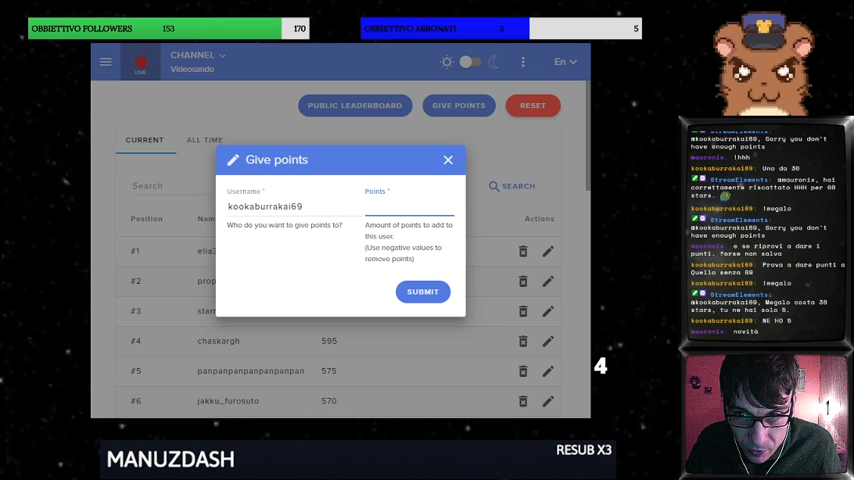 OBBIETTIVO FOLLOWERS 153 170
OBBIETTIVO ABBONATI 3 5
LIVE
CHANNEL
Videosando
En
PUBLIC LEADERBOARD
GIVE POINTS
RESET
CURRENT
ALL TIME
Search
SEARCH
Position
Actions
Give points
Username *
Points *
kookaburrakai69
Who do you want to give points to?
Amount of points to add to
this user.
(Use negative values to
remove points)
SUBMIT
#1
#2
#3
#4 chaskargh 595
#5 panpanpanpanpanpanpan 575
#6 jakku_furosuto 570
4
StreamElements:
@kookaburrakai69, Sorry you don't
have enough points
mauronix: !hhh
kookaburrakai69: Uno da 30
StreamElements:
@mauronix, hai
correttamente riscattato HHH per 80
stars.
kookaburrakai69: !megalo
StreamElements:
@kookaburrakai69, Sorry you don't
have enough points
mauronix: e se riprovi a dare i
punti. forse non salva
kookaburrakai69: Prova a dare punti a
Quello senza 69
kookaburrakai69: !megalo
StreamElements:
@kookaburrakai69, Megalo costa 30
stars, tu ne hai solo 5.
kookaburrakai69: NE HO 5
mauronix: novità
MANUZDASH
RESUB X3